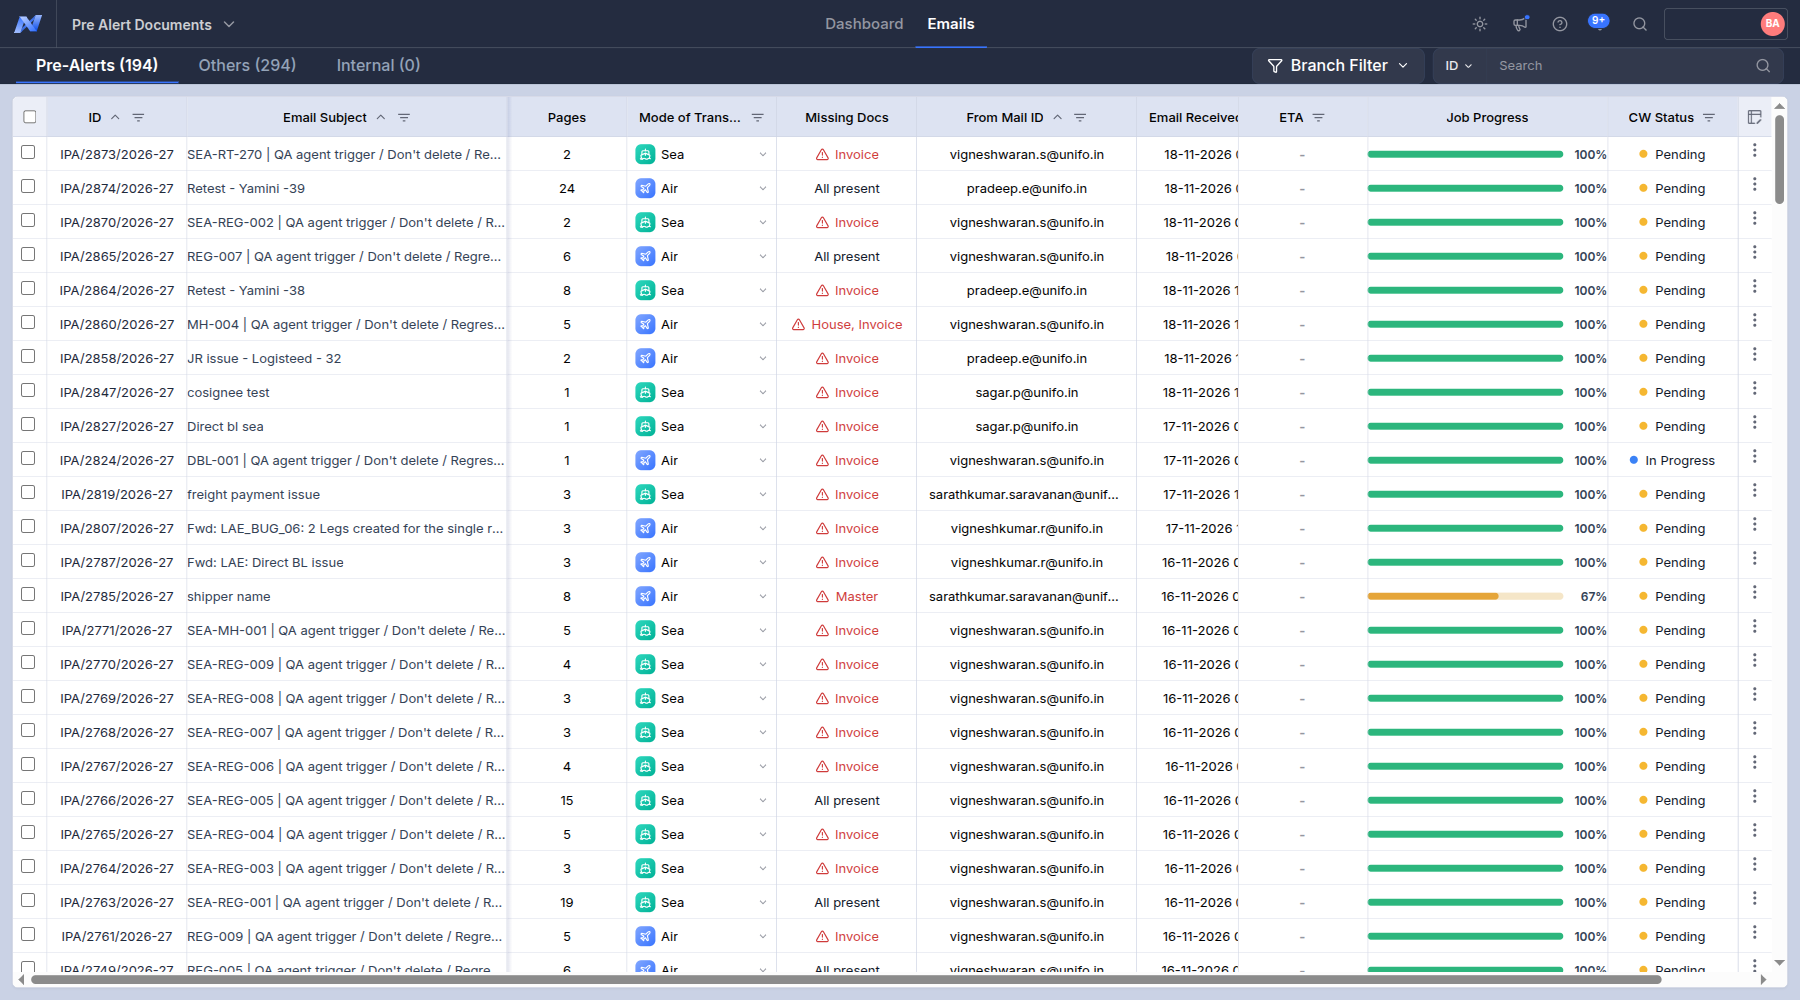 Pre Alert Documents Dashboard Emails 9+ BA
Pre-Alerts (194) Others (294) Internal (0) Branch Filter ID Search
ID Email Subject Pages Mode of Trans... Missing Docs From Mail ID Email Received ETA Job Progress CW Status
IPA/2873/2026-27 SEA-RT-270 | QA agent trigger / Don't delete / Re... 2 Sea Invoice vigneshwaran.s@unifo.in 18-11-2026 - 100% Pending
IPA/2874/2026-27 Retest - Yamini -39 24 Air All present pradeep.e@unifo.in 18-11-2026 - 100% Pending
IPA/2870/2026-27 SEA-REG-002 | QA agent trigger / Don't delete / R... 2 Sea Invoice vigneshwaran.s@unifo.in 18-11-2026 - 100% Pending
IPA/2865/2026-27 REG-007 | QA agent trigger / Don't delete / Regre... 6 Air All present vigneshwaran.s@unifo.in 18-11-2026 - 100% Pending
IPA/2864/2026-27 Retest - Yamini -38 8 Sea Invoice pradeep.e@unifo.in 18-11-2026 - 100% Pending
IPA/2860/2026-27 MH-004 | QA agent trigger / Don't delete / Regres... 5 Air House, Invoice vigneshwaran.s@unifo.in 18-11-2026 - 100% Pending
IPA/2858/2026-27 JR issue - Logisteed - 32 2 Air Invoice pradeep.e@unifo.in 18-11-2026 - 100% Pending
IPA/2847/2026-27 cosignee test 1 Sea Invoice sagar.p@unifo.in 18-11-2026 - 100% Pending
IPA/2827/2026-27 Direct bl sea 1 Sea Invoice sagar.p@unifo.in 17-11-2026 - 100% Pending
IPA/2824/2026-27 DBL-001 | QA agent trigger / Don't delete / Regres... 1 Air Invoice vigneshwaran.s@unifo.in 17-11-2026 - 100% In Progress
IPA/2819/2026-27 freight payment issue 3 Sea Invoice sarathkumar.saravanan@unif... 17-11-2026 - 100% Pending
IPA/2807/2026-27 Fwd: LAE_BUG_06: 2 Legs created for the single r... 3 Air Invoice vigneshkumar.r@unifo.in 17-11-2026 - 100% Pending
IPA/2787/2026-27 Fwd: LAE: Direct BL issue 3 Air Invoice vigneshkumar.r@unifo.in 16-11-2026 - 100% Pending
IPA/2785/2026-27 shipper name 8 Air Master sarathkumar.saravanan@unif... 16-11-2026 - 67% Pending
IPA/2771/2026-27 SEA-MH-001 | QA agent trigger / Don't delete / Re... 5 Sea Invoice vigneshwaran.s@unifo.in 16-11-2026 - 100% Pending
IPA/2770/2026-27 SEA-REG-009 | QA agent trigger / Don't delete / R... 4 Sea Invoice vigneshwaran.s@unifo.in 16-11-2026 - 100% Pending
IPA/2769/2026-27 SEA-REG-008 | QA agent trigger / Don't delete / R... 3 Sea Invoice vigneshwaran.s@unifo.in 16-11-2026 - 100% Pending
IPA/2768/2026-27 SEA-REG-007 | QA agent trigger / Don't delete / R... 3 Sea Invoice vigneshwaran.s@unifo.in 16-11-2026 - 100% Pending
IPA/2767/2026-27 SEA-REG-006 | QA agent trigger / Don't delete / R... 4 Sea Invoice vigneshwaran.s@unifo.in 16-11-2026 - 100% Pending
IPA/2766/2026-27 SEA-REG-005 | QA agent trigger / Don't delete / R... 15 Sea All present vigneshwaran.s@unifo.in 16-11-2026 - 100% Pending
IPA/2765/2026-27 SEA-REG-004 | QA agent trigger / Don't delete / R... 5 Sea Invoice vigneshwaran.s@unifo.in 16-11-2026 - 100% Pending
IPA/2764/2026-27 SEA-REG-003 | QA agent trigger / Don't delete / R... 3 Sea Invoice vigneshwaran.s@unifo.in 16-11-2026 - 100% Pending
IPA/2763/2026-27 SEA-REG-001 | QA agent trigger / Don't delete / R... 19 Sea All present vigneshwaran.s@unifo.in 16-11-2026 - 100% Pending
IPA/2761/2026-27 REG-009 | QA agent trigger / Don't delete / Regre... 5 Air Invoice vigneshwaran.s@unifo.in 16-11-2026 - 100% Pending
IPA/2749/2026-27 REG-005 | QA agent trigger / Don't delete / Regre... 6 Air All present vigneshwaran.s@unifo.in 16-11-2026 - 100% Pending